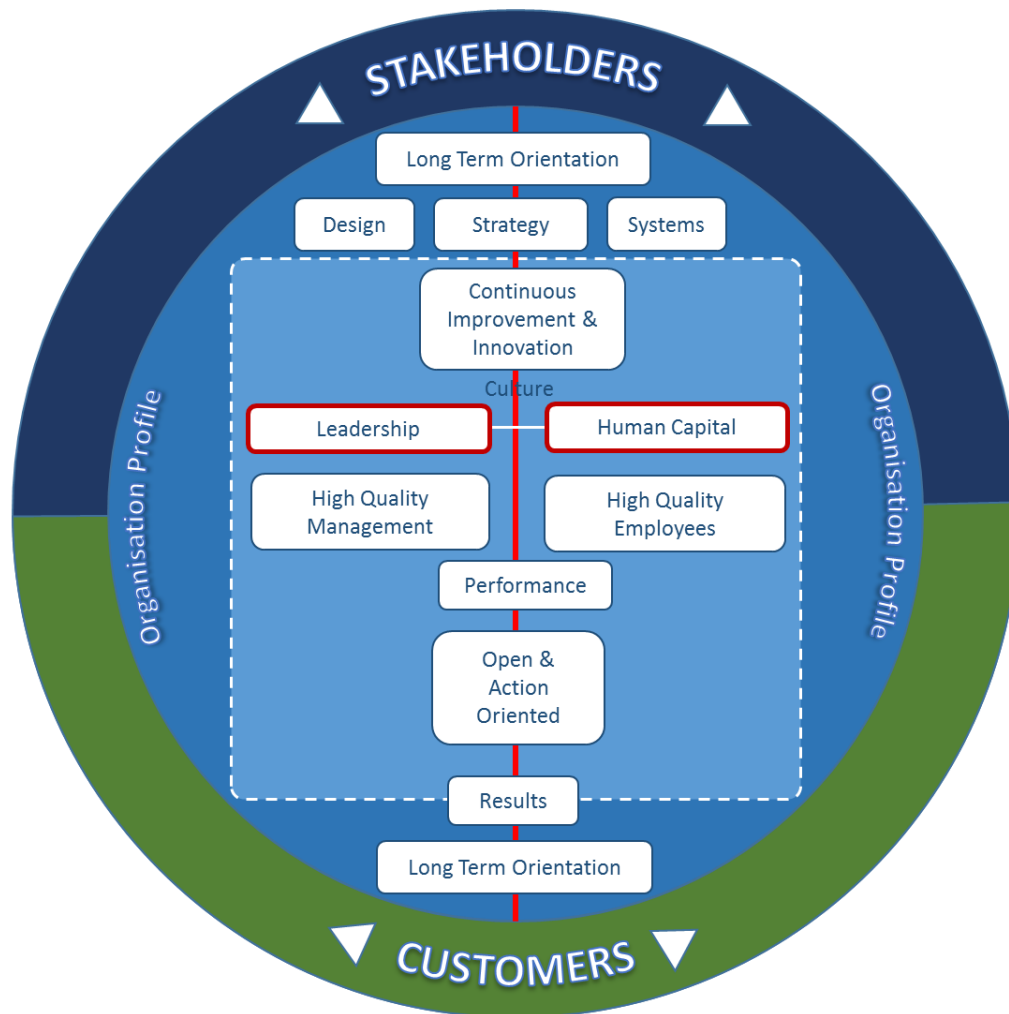 STAKEHOLDERS
Long Term Orientation
Design
Strategy
Systems
Continuous
Improvement &
Innovation
Culture
Leadership
Human Capital
Organisation Profile
Organisation Profile
High Quality
Management
High Quality
Employees
Performance
Open &
Action
Oriented
Results
Long Term Orientation
CUSTOMERS